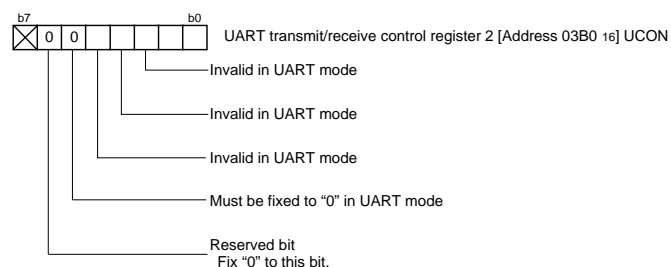 b7 b0
0 0 UART transmit/receive control register 2 [Address 03B0 16] UCON
Invalid in UART mode
Invalid in UART mode
Invalid in UART mode
Must be fixed to “0” in UART mode
Reserved bit
Fix “0” to this bit.